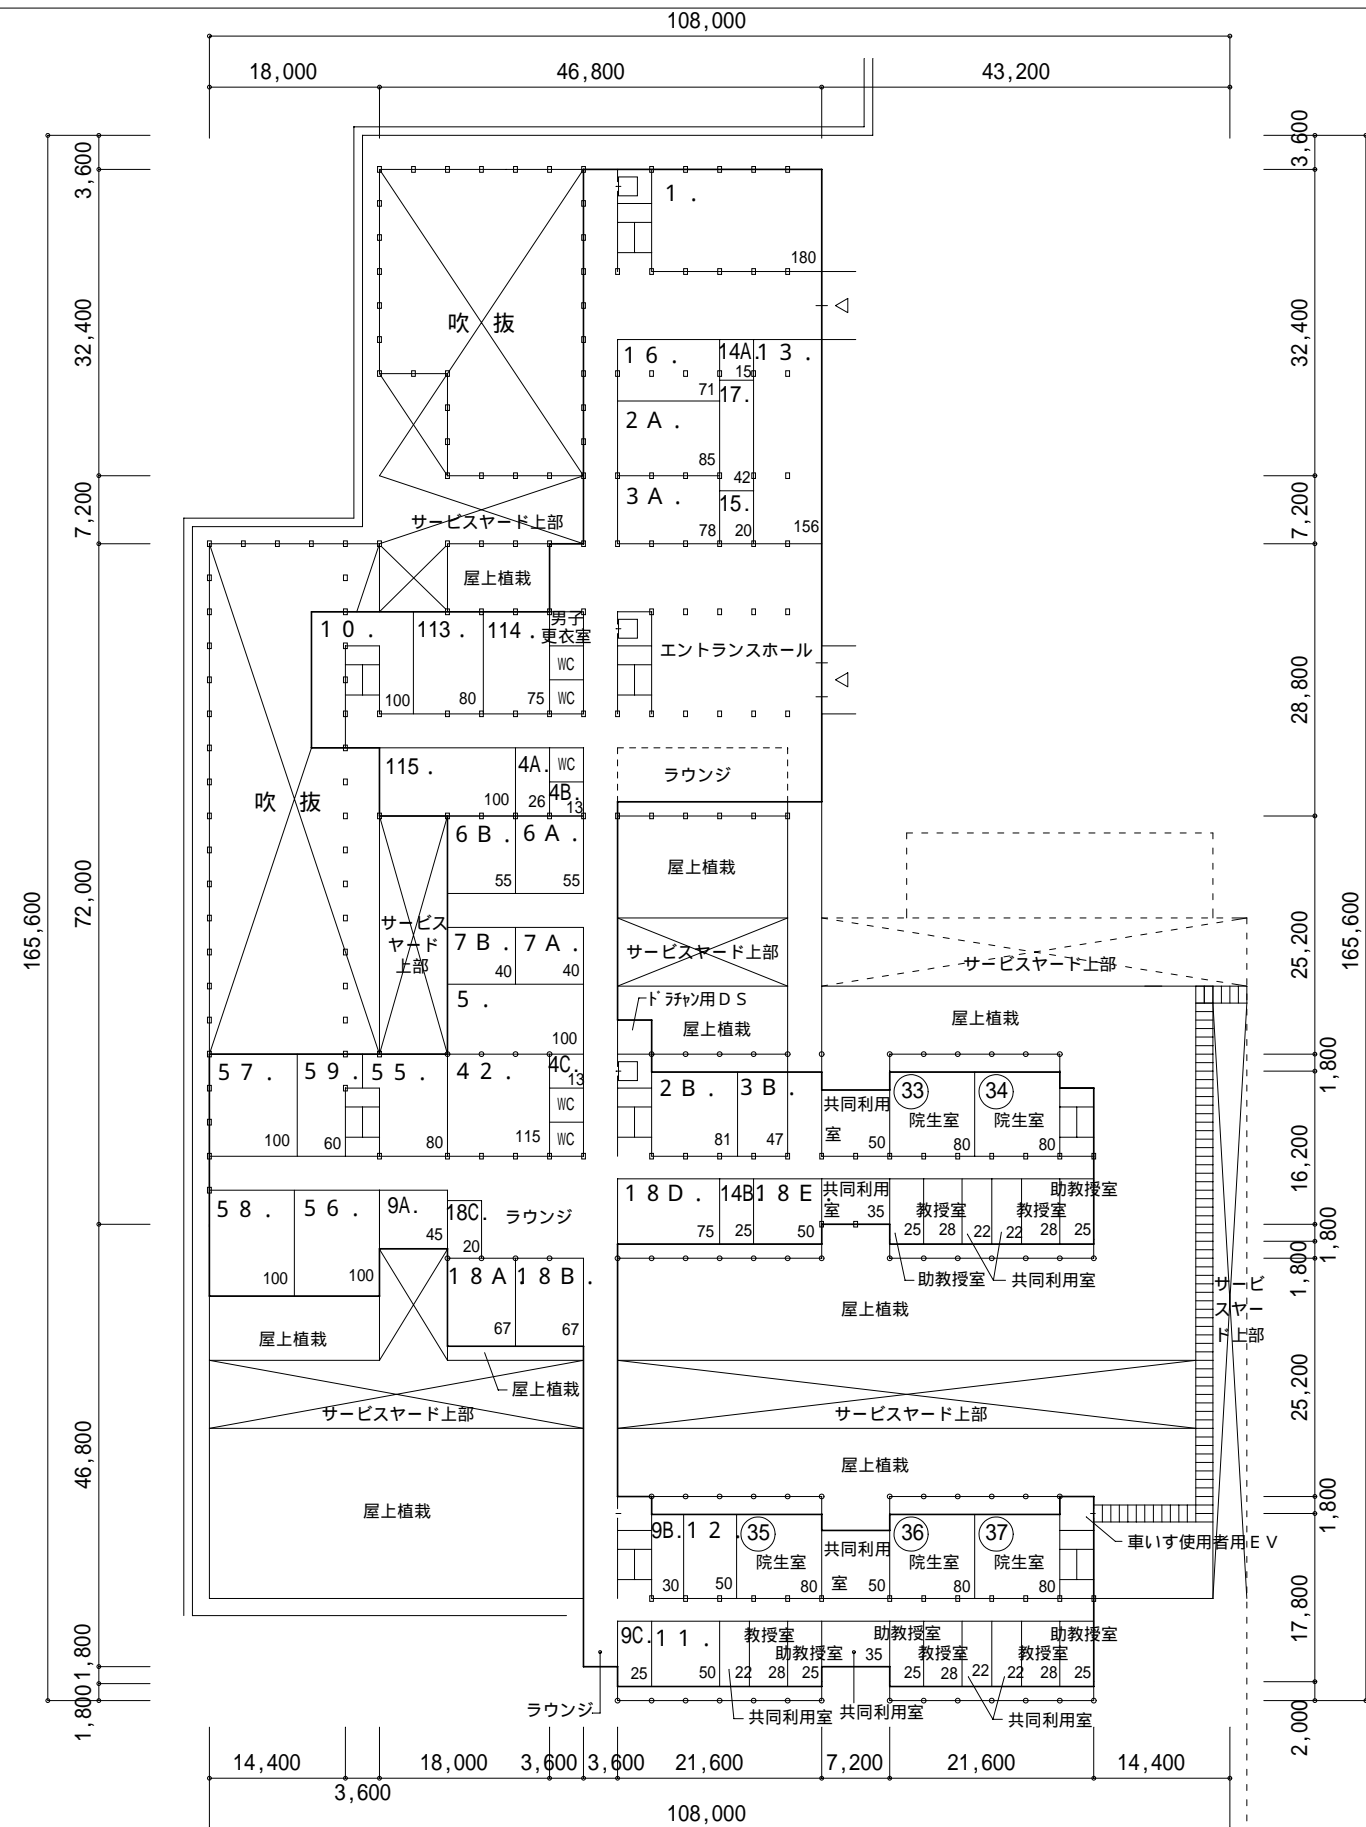 108,000
18,000 46,800 43,200
3,600
32,400
7,200
72,000
46,800
1,800
1,800
165,600
3,600
32,400
7,200
28,800
25,200
1,800
16,200
1,800
1,800
25,200
1,800
17,800
2,000
165,600
1.
180
吹 抜
16. 14A. 13.
15
71 17.
2A.
85
42
3A. 15.
78 20 156
サービスヤード上部
屋上植栽
10. 113. 114. 男子
更衣室
WC
100 80 75 WC
エントランスホール
115. 4A. WC
4B.
100 26 13
ラウンジ
吹 抜
6B. 6A.
55 55
屋上植栽
サービス
ヤード
上部
7B. 7A.
40 40
サービスヤード上部
サービスヤード上部
5.
100
ドラチャン用DS
屋上植栽
屋上植栽
57. 59. 55. 42. 4C.
13
WC
100 60 80 115 WC
2B. 3B. 共同利用
室
81 47 50
33 院生室 80
34 院生室 80
58. 56. 9A. 18C. ラウンジ
45 20
100 100
18D. 14B. 18E. 共同利用
75 25 50 35
教授室 教授室 助教授室
25 28 22 22 28 25
助教授室 共同利用室
18A 18B.
67 67
屋上植栽
屋上植栽
屋上植栽
サービ
スヤー
ド上部
サービスヤード上部
サービスヤード上部
屋上植栽
屋上植栽
9B. 12 35 院生室
30 50 80
共同利用
室 50
36 院生室 80
37 院生室 80
車いす使用者用EV
9C. 11. 教授室 助教授室 35 助教授室 教授室 教授室 助教授室
25 50 22 28 25 25 28 22 22 28 25
ラウンジ 共同利用室 共同利用室 共同利用室
14,400 3,600 18,000 3,600 3,600 21,600 7,200 21,600 14,400
108,000